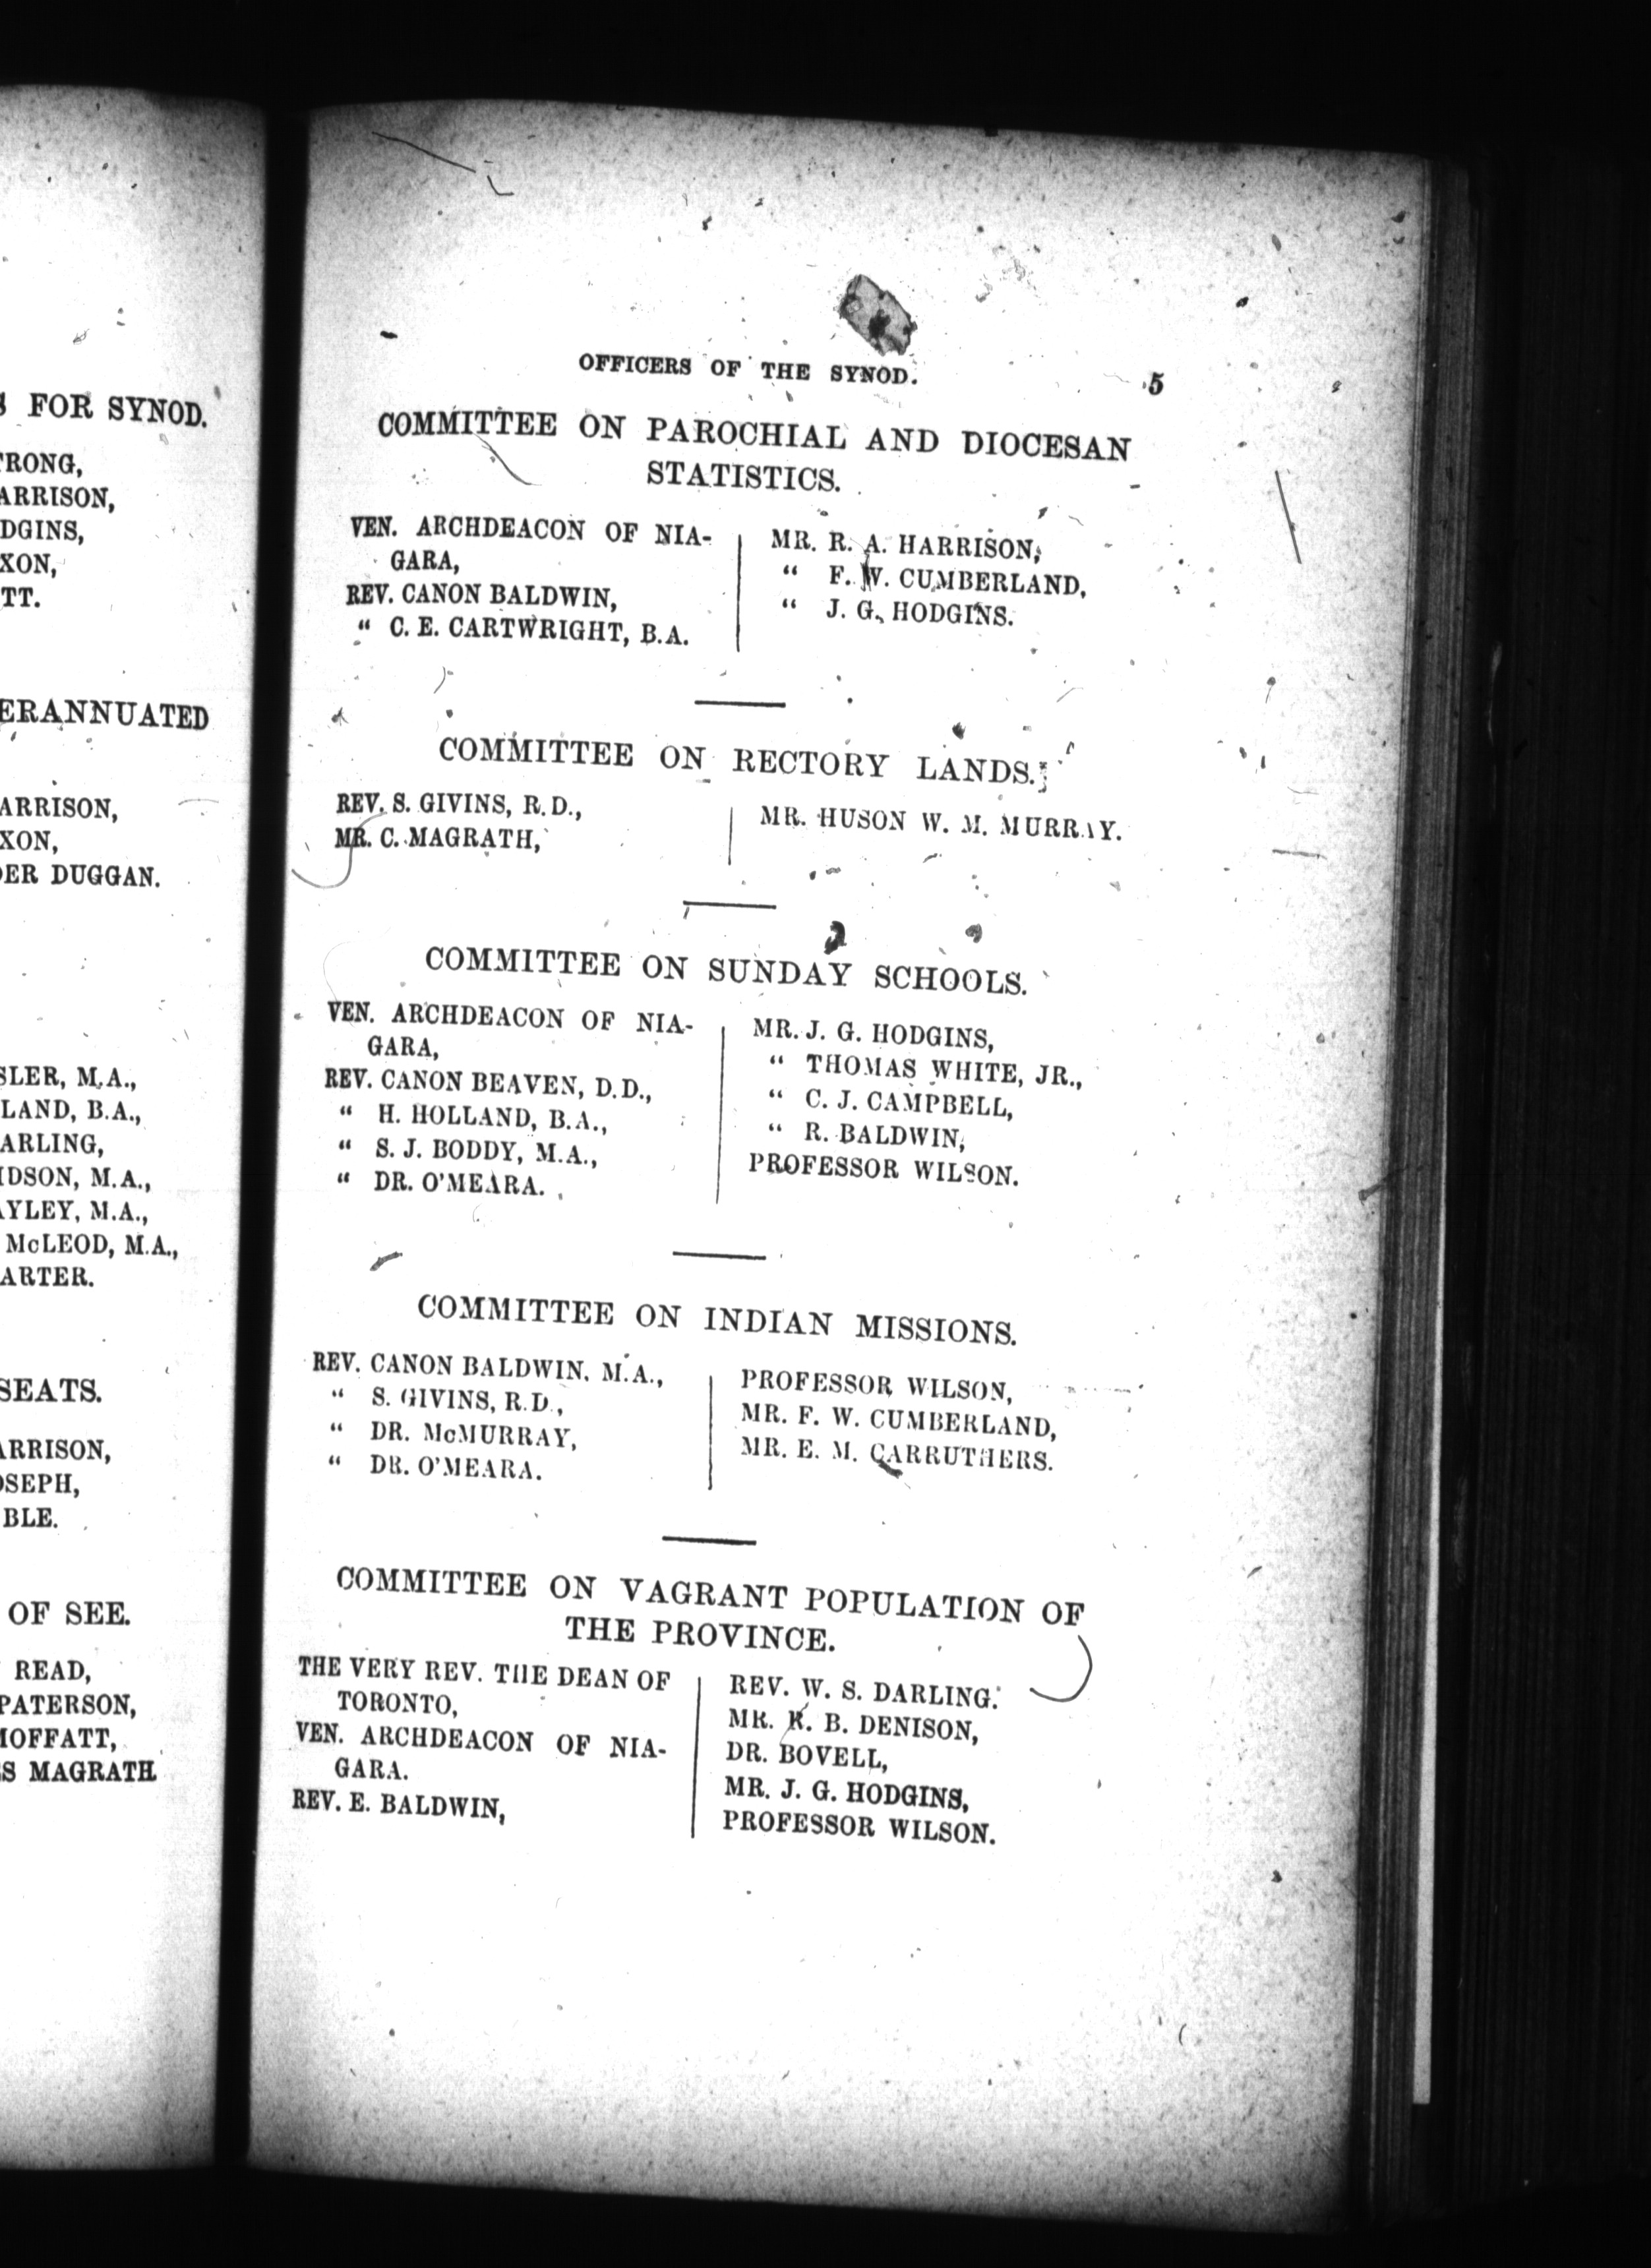 S FOR SYNOD.
TRONG,
ARRISON,
DGINS,
XON,
TT.
ERANNUATED
ARRISON,
XON,
DER DUGGAN.
SLER, M.A.,
LAND, B.A.,
ARLING,
IDSON, M.A.,
AYLEY, M.A.,
McLEOD, M.A.,
ARTER.
SEATS.
ARRISON,
OSEPH,
BLE.
OF SEE.
READ,
PATERSON,
MOFFATT,
ES MAGRATH
OFFICERS OF THE SYNOD. 5
COMMITTEE ON PAROCHIAL AND DIOCESAN
STATISTICS.
VEN. ARCHDEACON OF NIA-
GARA,
REV. CANON BALDWIN,
“ C. E. CARTWRIGHT, B.A.
MR. R. A. HARRISON,
“ F. W. CUMBERLAND,
“ J. G. HODGINS.
COMMITTEE ON RECTORY LANDS.
REV. S. GIVINS, R.D.,
MR. C. MAGRATH,
MR. HUSON W. M. MURRAY.
COMMITTEE ON SUNDAY SCHOOLS.
VEN. ARCHDEACON OF NIA-
GARA,
REV. CANON BEAVEN, D.D.,
“ H. HOLLAND, B.A.,
“ S. J. BODDY, M.A.,
“ DR. O'MEARA.
MR. J. G. HODGINS,
“ THOMAS WHITE, JR.,
“ C. J. CAMPBELL,
“ R. BALDWIN,
PROFESSOR WILSON.
COMMITTEE ON INDIAN MISSIONS.
REV. CANON BALDWIN, M.A.,
“ S. GIVINS, R.D.,
“ DR. McMURRAY,
“ DR. O'MEARA.
PROFESSOR WILSON,
MR. F. W. CUMBERLAND,
MR. E. M. CARRUTHERS.
COMMITTEE ON VAGRANT POPULATION OF
THE PROVINCE.
THE VERY REV. THE DEAN OF
TORONTO,
VEN. ARCHDEACON OF NIA-
GARA.
REV. E. BALDWIN,
REV. W. S. DARLING.
MR. B. DENISON,
DR. BOVELL,
MR. J. G. HODGINS,
PROFESSOR WILSON.